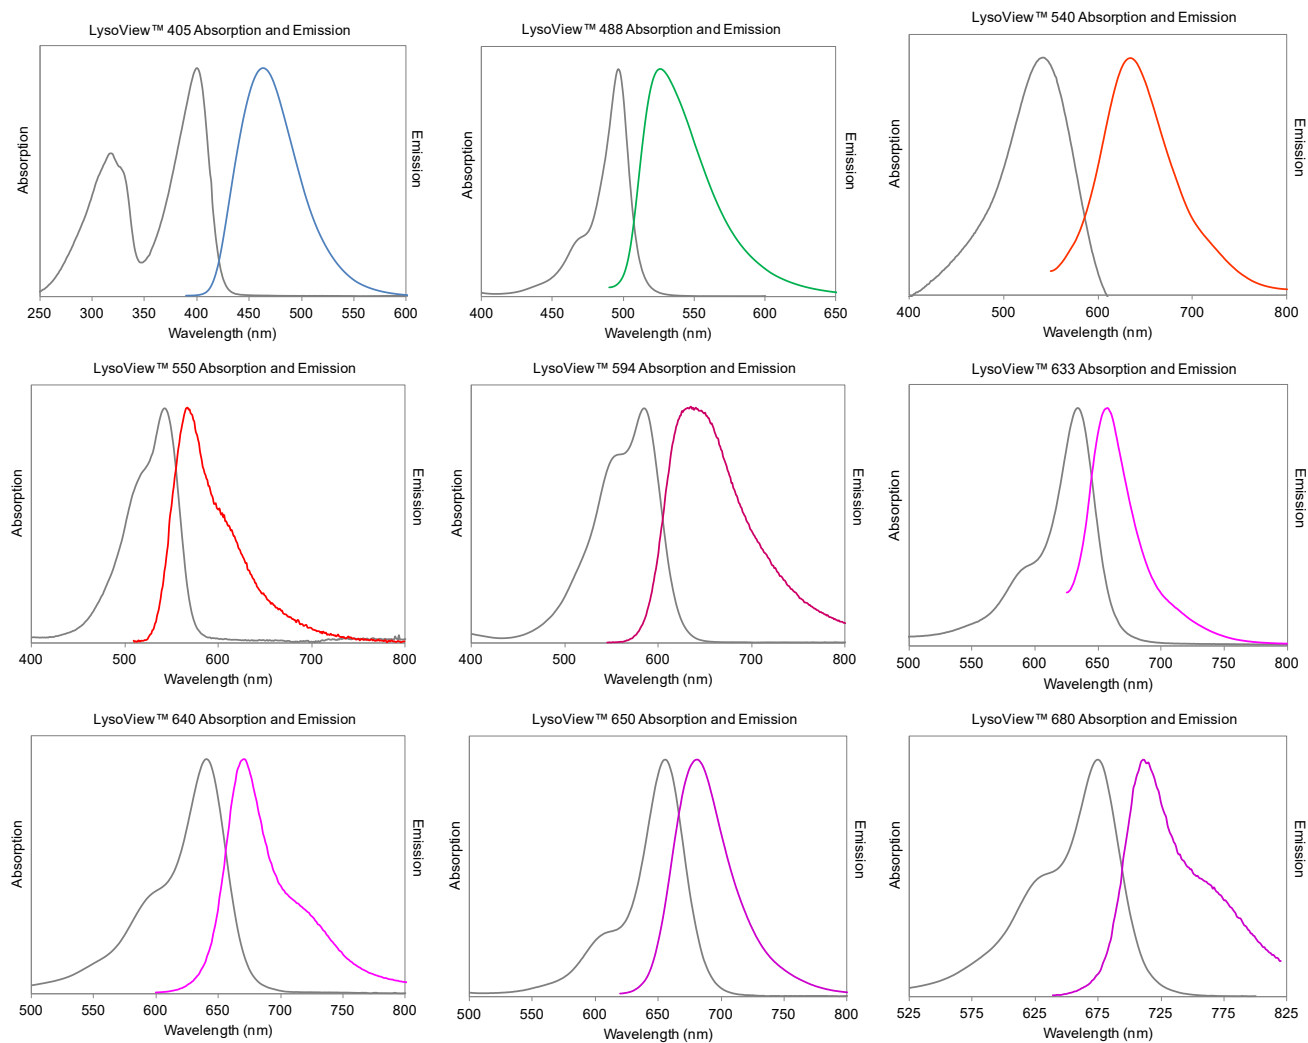 LysoView™ 405 Absorption and Emission
Absorption
Emission
250 300 350 400 450 500 550 600
Wavelength (nm)
LysoView™ 488 Absorption and Emission
Absorption
Emission
400 450 500 550 600 650
Wavelength (nm)
LysoView™ 540 Absorption and Emission
Absorption
Emission
400 500 600 700 800
Wavelength (nm)
LysoView™ 550 Absorption and Emission
Absorption
Emission
400 500 600 700 800
Wavelength (nm)
LysoView™ 594 Absorption and Emission
Absorption
Emission
400 500 600 700 800
Wavelength (nm)
LysoView™ 633 Absorption and Emission
Absorption
Emission
500 550 600 650 700 750 800
Wavelength (nm)
LysoView™ 640 Absorption and Emission
Absorption
Emission
500 550 600 650 700 750 800
Wavelength (nm)
LysoView™ 650 Absorption and Emission
Absorption
Emission
500 550 600 650 700 750 800
Wavelength (nm)
LysoView™ 680 Absorption and Emission
Absorption
Emission
525 575 625 675 725 775 825
Wavelength (nm)